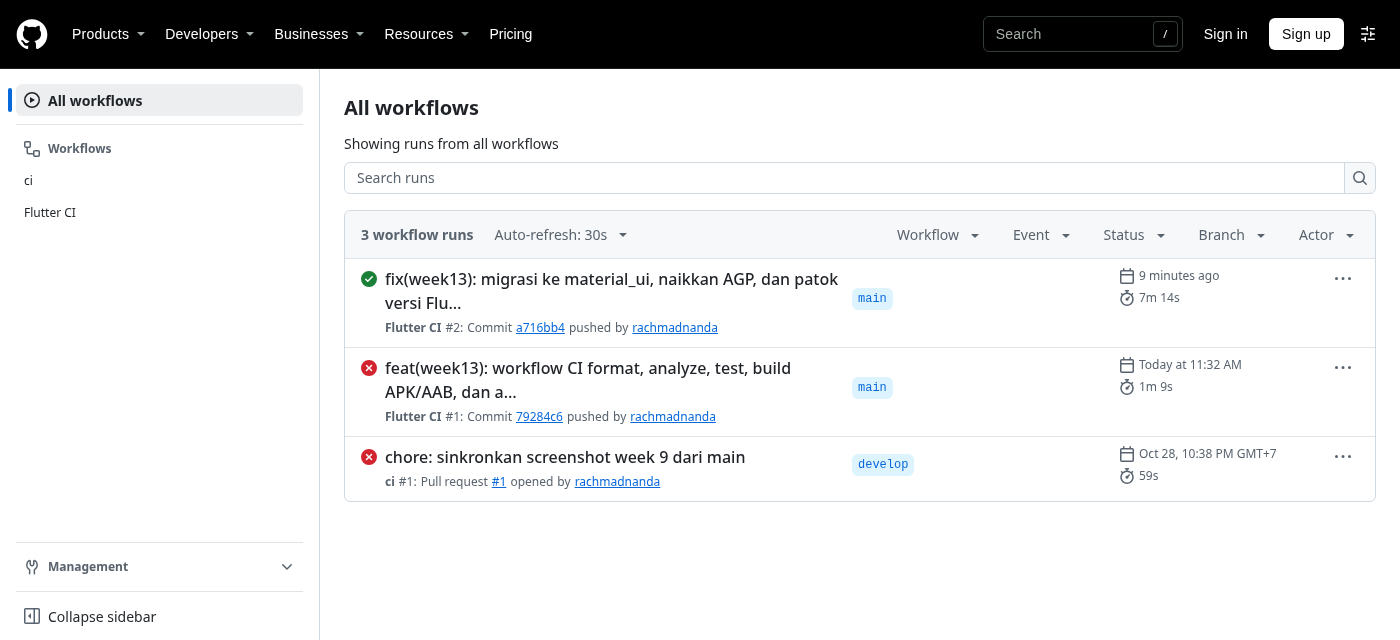 Products
Developers
Businesses
Resources
Pricing
Search
/
Sign in
Sign up
All workflows
Workflows
ci
Flutter CI
Management
Collapse sidebar
All workflows
Showing runs from all workflows
Search runs
3 workflow runs
Auto-refresh: 30s
Workflow
Event
Status
Branch
Actor
fix(week13): migrasi ke material_ui, naikkan AGP, dan patok
versi Flu...
Flutter CI #2: Commit a716bb4 pushed by rachmadnanda
main
9 minutes ago
7m 14s
feat(week13): workflow CI format, analyze, test, build
APK/AAB, dan a...
Flutter CI #1: Commit 79284c6 pushed by rachmadnanda
main
Today at 11:32 AM
1m 9s
chore: sinkronkan screenshot week 9 dari main
ci #1: Pull request #1 opened by rachmadnanda
develop
Oct 28, 10:38 PM GMT+7
59s